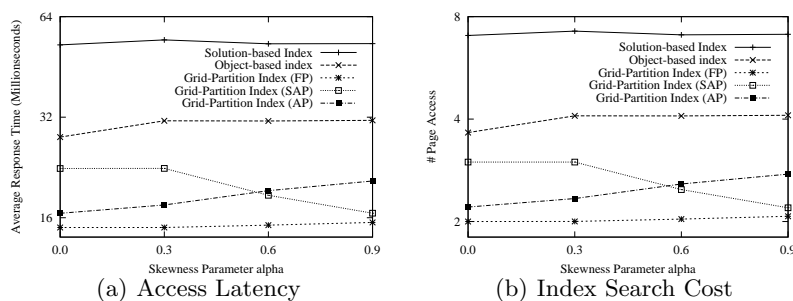 64
32
16
Average Response Time (Millionseconds)
Solution-based Index
Object-based index
Grid-Partition Index (FP)
Grid-Partition Index (SAP)
Grid-Partition Index (AP)
0.0 0.3 0.6 0.9
Skewness Parameter alpha
(a) Access Latency
8
4
2
# Page Access
Solution-based Index
Object-based index
Grid-Partition Index (FP)
Grid-Partition Index (SAP)
Grid-Partition Index (AP)
0.0 0.3 0.6 0.9
Skewness Parameter alpha
(b) Index Search Cost